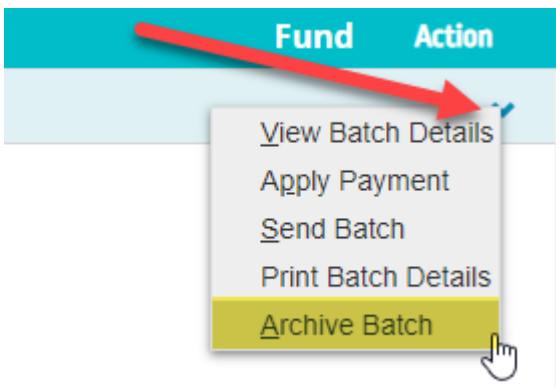 Fund Action
View Batch Details
Apply Payment
Send Batch
Print Batch Details
Archive Batch